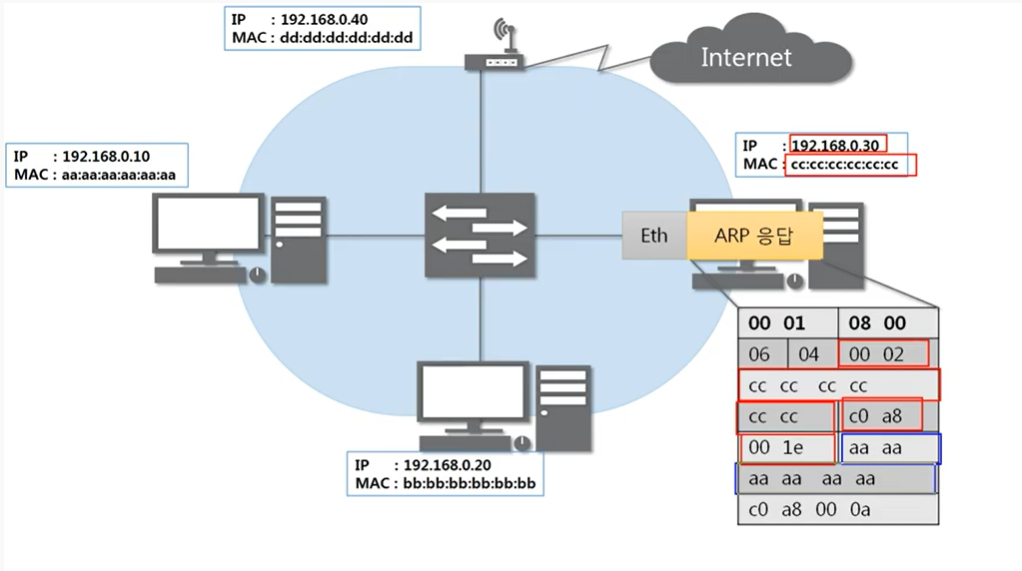 IP : 192.168.0.40
MAC : dd:dd:dd:dd:dd:dd
Internet
IP : 192.168.0.10
MAC : aa:aa:aa:aa:aa:aa
IP : 192.168.0.30
MAC : cc:cc:cc:cc:cc:cc
Eth
ARP 응답
00 01 08 00
06 04 00 02
cc cc cc cc
cc cc c0 a8
00 1e aa aa
aa aa aa aa
c0 a8 00 0a
IP : 192.168.0.20
MAC : bb:bb:bb:bb:bb:bb